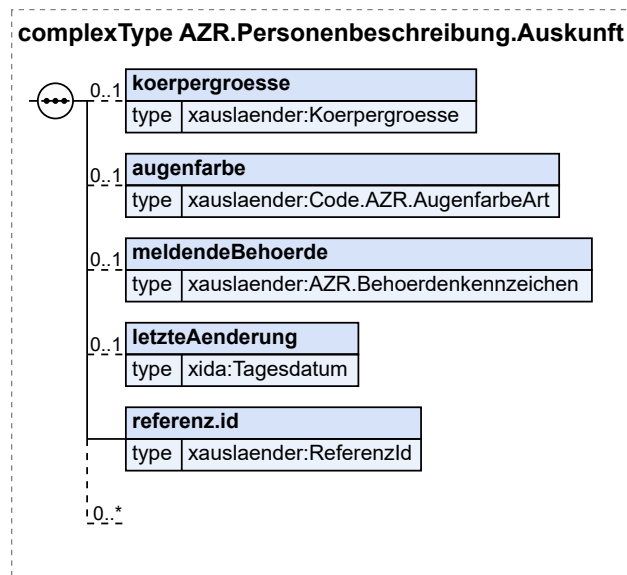 complexType AZR.Personenbeschreibung.Auskunft
0..1 koerpergroesse
type xauslaender:Koerpergroesse
0..1 augenfarbe
type xauslaender:Code.AZR.AugenfarbeArt
0..1 meldendeBehoerde
type xauslaender:AZR.Behoerdenkennzeichen
0..1 letzteAenderung
type xida:Tagesdatum
referenz.id
type xauslaender:ReferenzId
0..*